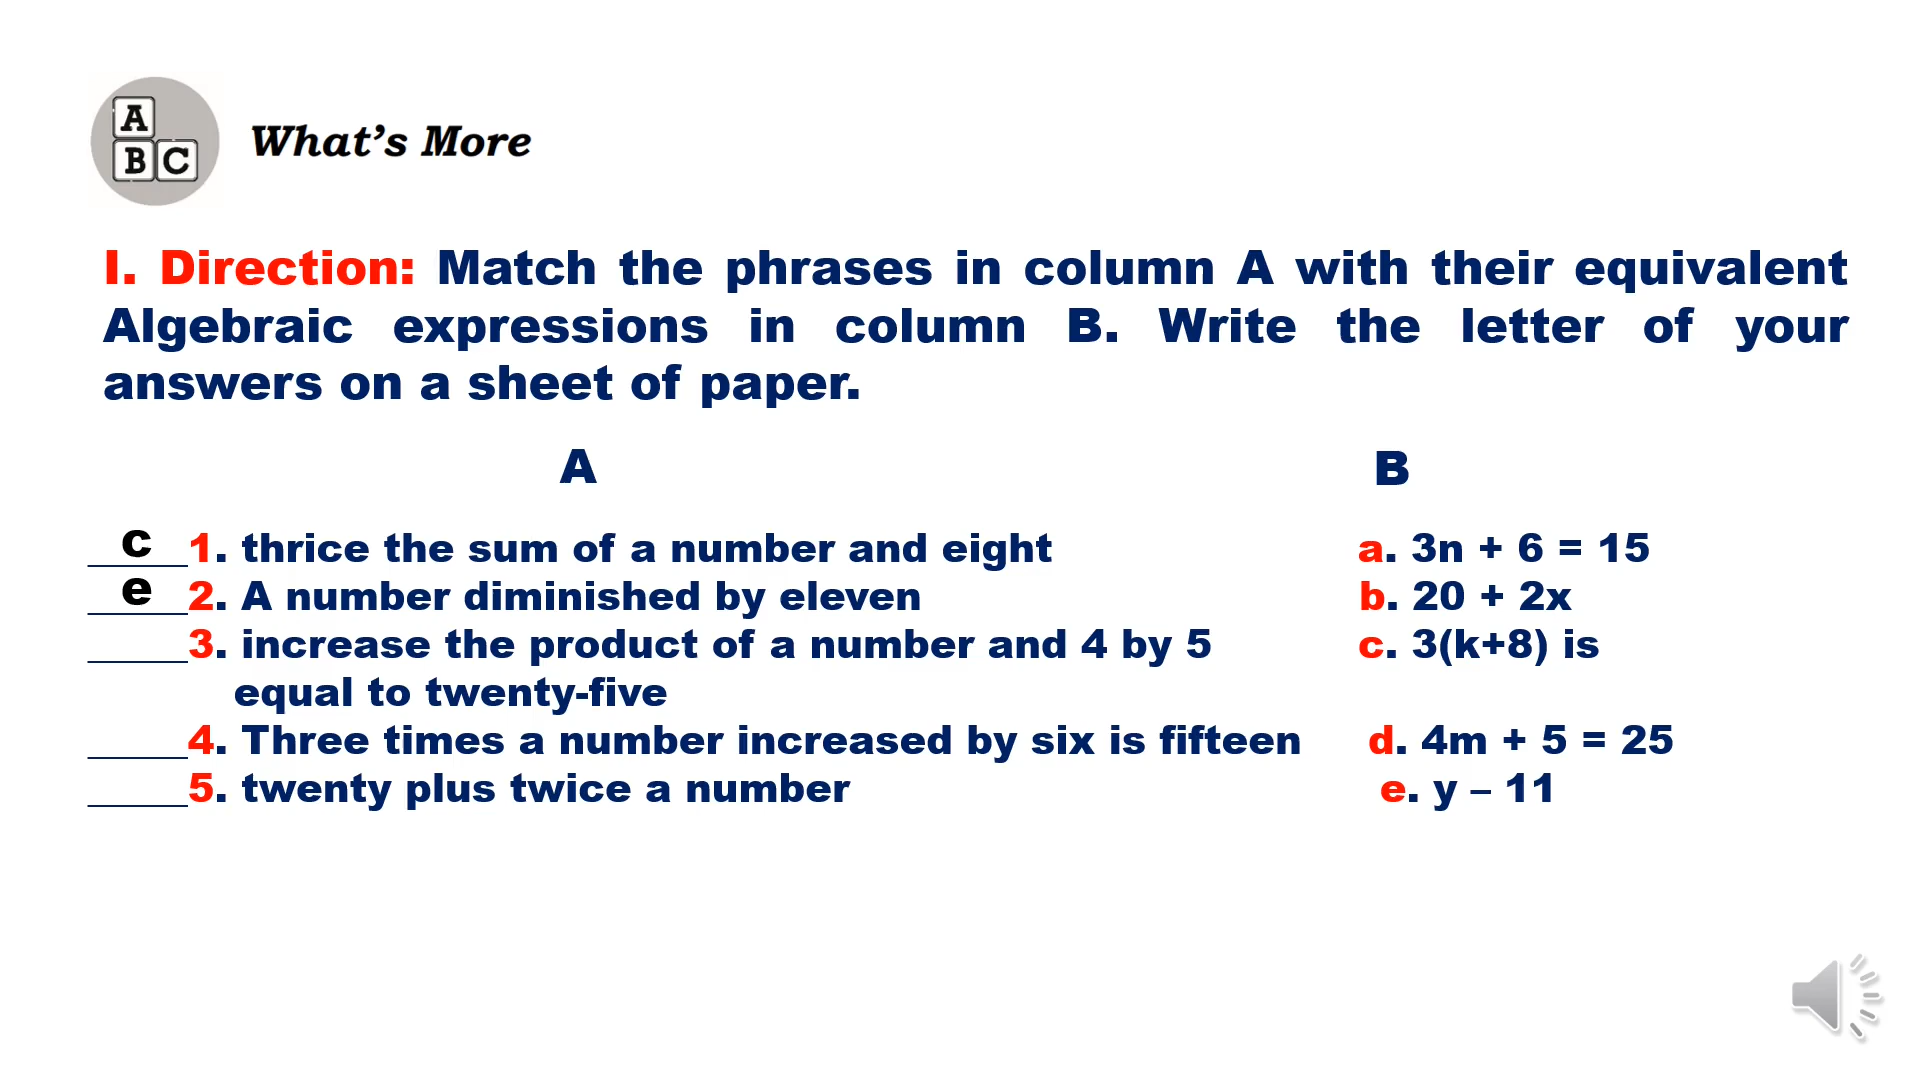 A
B C
What's More
I. Direction: Match the phrases in column A with their equivalent
Algebraic expressions in column B. Write the letter of your
answers on a sheet of paper.
A B
c 1. thrice the sum of a number and eight a. 3n + 6 = 15
e 2. A number diminished by eleven b. 20 + 2x
_____3. increase the product of a number and 4 by 5 c. 3(k+8) is
equal to twenty-five
_____4. Three times a number increased by six is fifteen d. 4m + 5 = 25
_____5. twenty plus twice a number e. y – 11